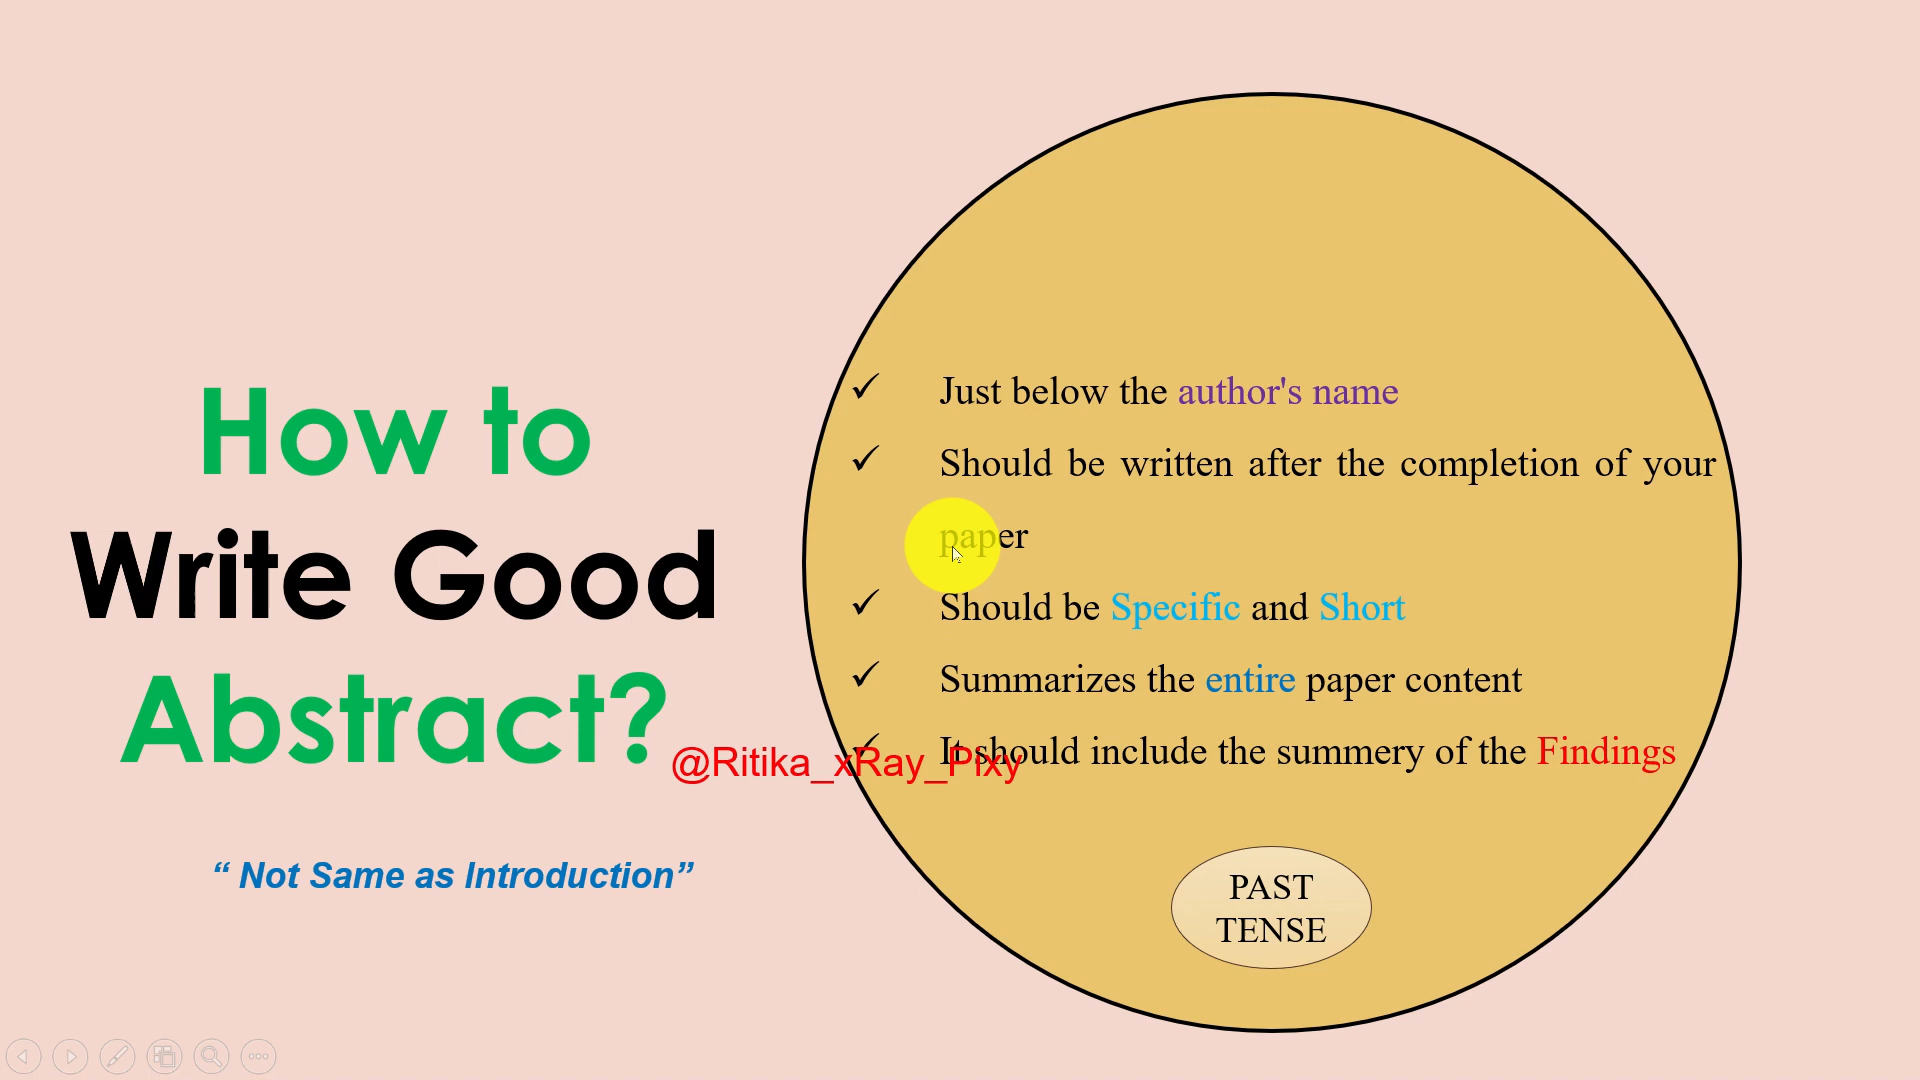 How to
Write Good
Abstract?
“ Not Same as Introduction”
Just below the author's name
Should be written after the completion of your
paper
Should be Specific and Short
Summarizes the entire paper content
It should include the summery of the Findings
@Ritika_xRay_Pixy
PAST
TENSE